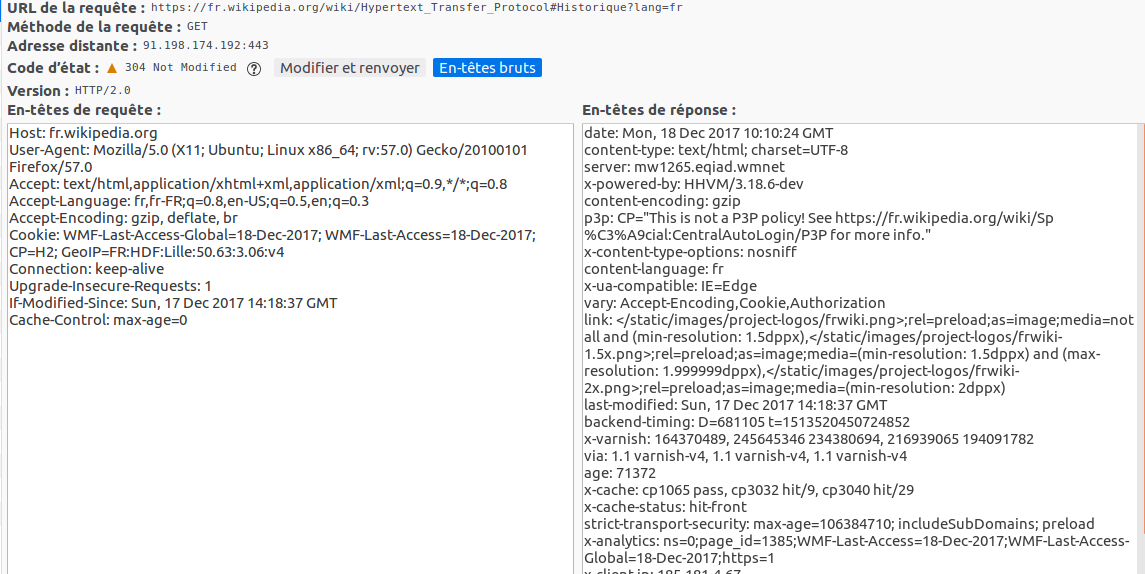 URL de la requête : https://fr.wikipedia.org/wiki/Hypertext_Transfer_Protocol#Historique?lang=fr
Méthode de la requête : GET
Adresse distante : 91.198.174.192:443
Code d’état : 304 Not Modified ? Modifier et renvoyer En-têtes bruts
Version : HTTP/2.0
En-têtes de requête :
Host: fr.wikipedia.org
User-Agent: Mozilla/5.0 (X11; Ubuntu; Linux x86_64; rv:57.0) Gecko/20100101
Firefox/57.0
Accept: text/html,application/xhtml+xml,application/xml;q=0.9,*/*;q=0.8
Accept-Language: fr,fr-FR;q=0.8,en-US;q=0.5,en;q=0.3
Accept-Encoding: gzip, deflate, br
Cookie: WMF-Last-Access-Global=18-Dec-2017; WMF-Last-Access=18-Dec-2017;
CP=H2; GeoIP=FR:HDF:Lille:50.63:3.06:v4
Connection: keep-alive
Upgrade-Insecure-Requests: 1
If-Modified-Since: Sun, 17 Dec 2017 14:18:37 GMT
Cache-Control: max-age=0
En-têtes de réponse :
date: Mon, 18 Dec 2017 10:10:24 GMT
content-type: text/html; charset=UTF-8
server: mw1265.eqiad.wmnet
x-powered-by: HHVM/3.18.6-dev
content-encoding: gzip
p3p: CP="This is not a P3P policy! See https://fr.wikipedia.org/wiki/Sp
%C3%A9cial:CentralAutoLogin/P3P for more info."
x-content-type-options: nosniff
content-language: fr
x-ua-compatible: IE=Edge
vary: Accept-Encoding,Cookie,Authorization
link: </static/images/project-logos/frwiki.png>;rel=preload;as=image;media=not
all and (min-resolution: 1.5dppx),</static/images/project-logos/frwiki-
1.5x.png>;rel=preload;as=image;media=(min-resolution: 1.5dppx) and (max-
resolution: 1.999999dppx),</static/images/project-logos/frwiki-
2x.png>;rel=preload;as=image;media=(min-resolution: 2dppx)
last-modified: Sun, 17 Dec 2017 14:18:37 GMT
backend-timing: D=681105 t=1513520450724852
x-varnish: 164370489, 245645346 234380694, 216939065 194091782
via: 1.1 varnish-v4, 1.1 varnish-v4, 1.1 varnish-v4
age: 71372
x-cache: cp1065 pass, cp3032 hit/9, cp3040 hit/29
x-cache-status: hit-front
strict-transport-security: max-age=106384710; includeSubDomains; preload
x-analytics: ns=0;page_id=1385;WMF-Last-Access=18-Dec-2017;WMF-Last-Access-
Global=18-Dec-2017;https=1